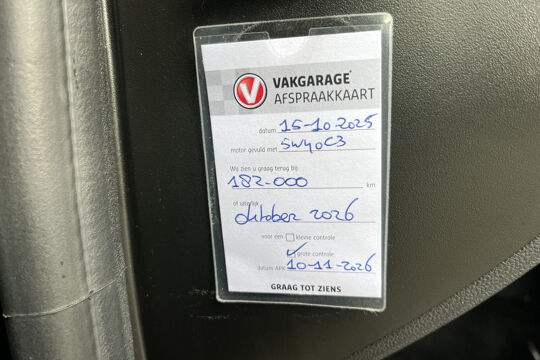 VAKGARAGE
AFSPRAAKKAART
datum 15-10-2025
motor gevuld met 5W40C3
We zien u graag terug bij
182.000 km
of uiterlijk
oktober 2026
voor een kleine controle
grote controle
datum APK 10-11-2026
GRAAG TOT ZIENS